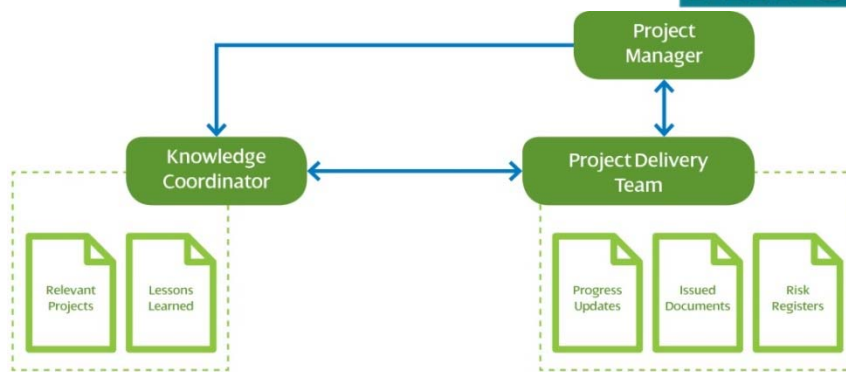 Project
Manager
Knowledge
Coordinator
Project Delivery
Team
Relevant
Projects
Lessons
Learned
Progress
Updates
Issued
Documents
Risk
Registers